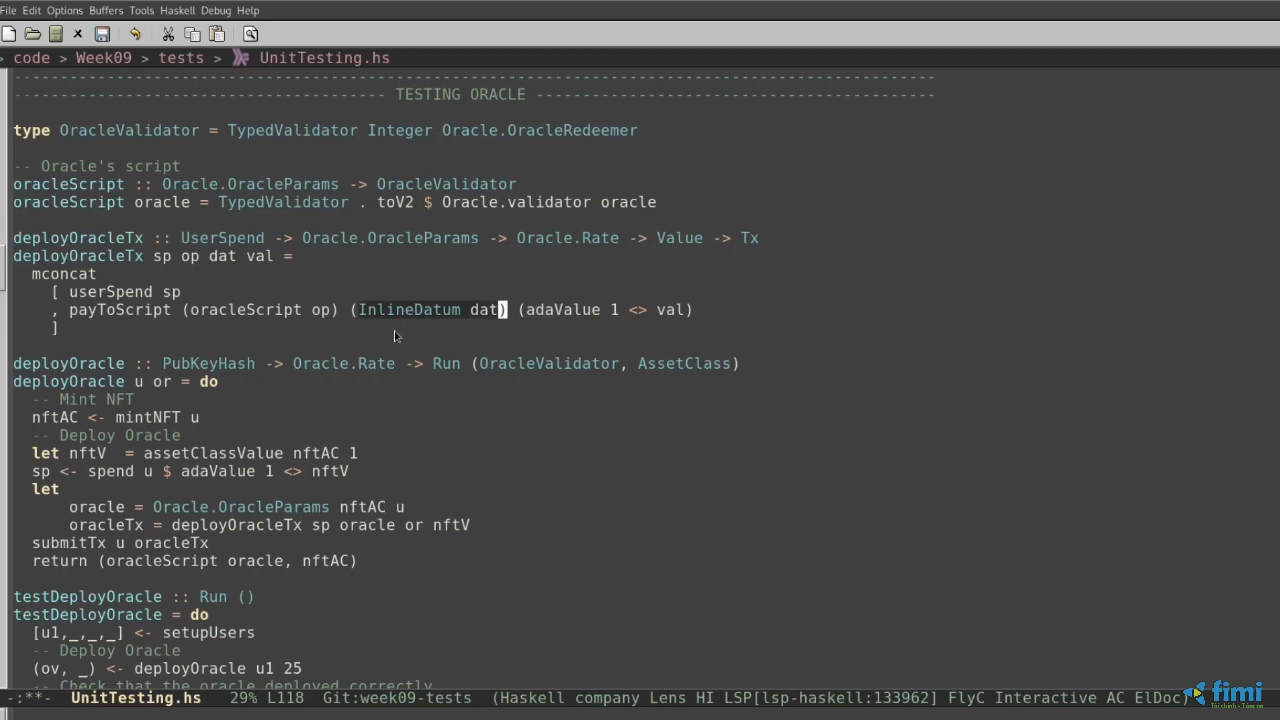 File Edit Options Buffers Tools Haskell Debug Help
code > Week09 > tests > UnitTesting.hs
---------------------------------------- TESTING ORACLE -------------------------------------------
type OracleValidator = TypedValidator Integer Oracle.OracleRedeemer
-- Oracle's script
oracleScript :: Oracle.OracleParams -> OracleValidator
oracleScript oracle = TypedValidator . toV2 $ Oracle.validator oracle
deployOracleTx :: UserSpend -> Oracle.OracleParams -> Oracle.Rate -> Value -> Tx
deployOracleTx sp op dat val =
mconcat
[ userSpend sp
, payToScript (oracleScript op) (InlineDatum dat) (adaValue 1 <> val)
]
deployOracle :: PubKeyHash -> Oracle.Rate -> Run (OracleValidator, AssetClass)
deployOracle u or = do
-- Mint NFT
nftAC <- mintNFT u
-- Deploy Oracle
let nftV  = assetClassValue nftAC 1
sp <- spend u $ adaValue 1 <> nftV
let
oracle = Oracle.OracleParams nftAC u
oracleTx = deployOracleTx sp oracle or nftV
submitTx u oracleTx
return (oracleScript oracle, nftAC)
testDeployOracle :: Run ()
testDeployOracle = do
[u1,_,_,_] <- setupUsers
-- Deploy Oracle
(ov, _) <- deployOracle u1 25
-- Check that the oracle deployed correctly
-:**-  UnitTesting.hs   29% L118  Git:week09-tests  (Haskell company Lens HI LSP[lsp-haskell:133962] FlyC Interactive AC ElDoc)
fimi